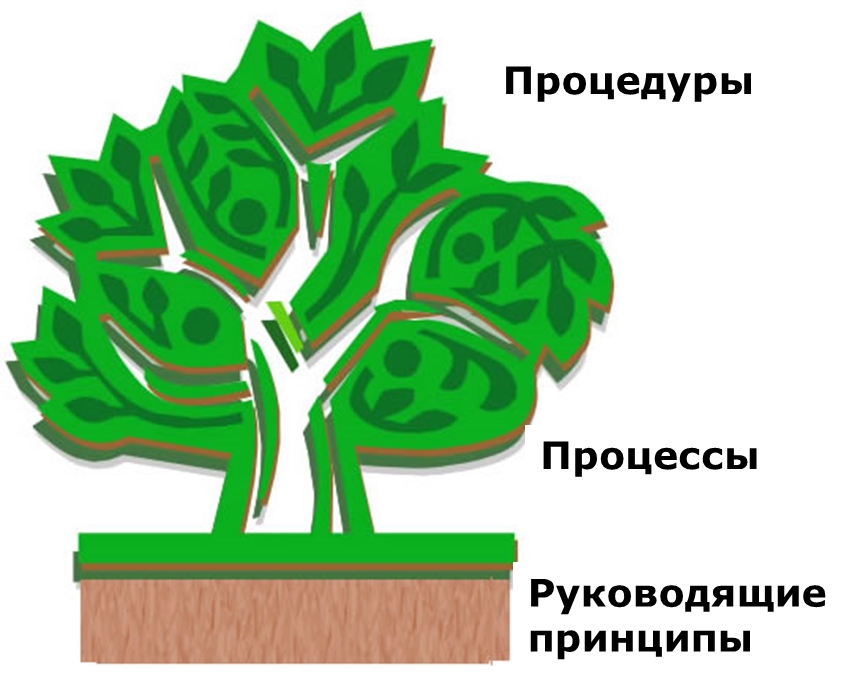 Процедуры
Процессы
Руководящие
принципы